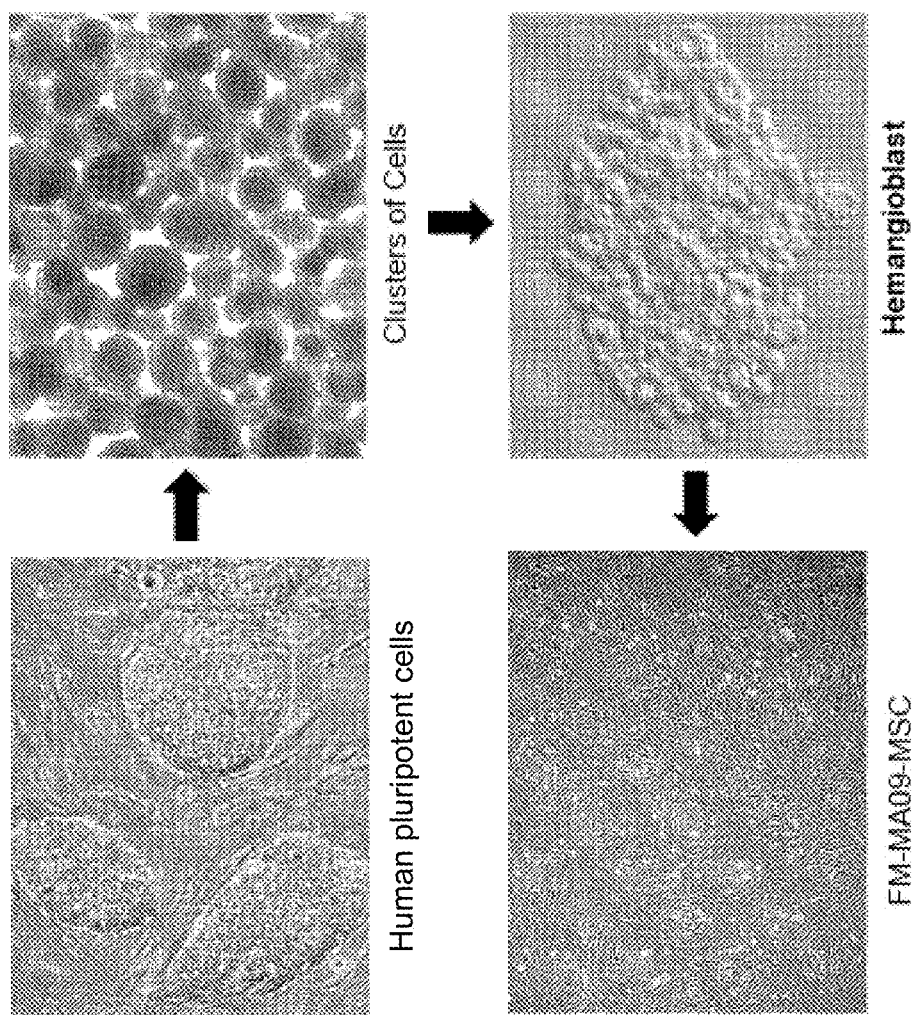 Human pluripotent cells
Clusters of Cells
Hemangioblast
FM-MA09-MSC